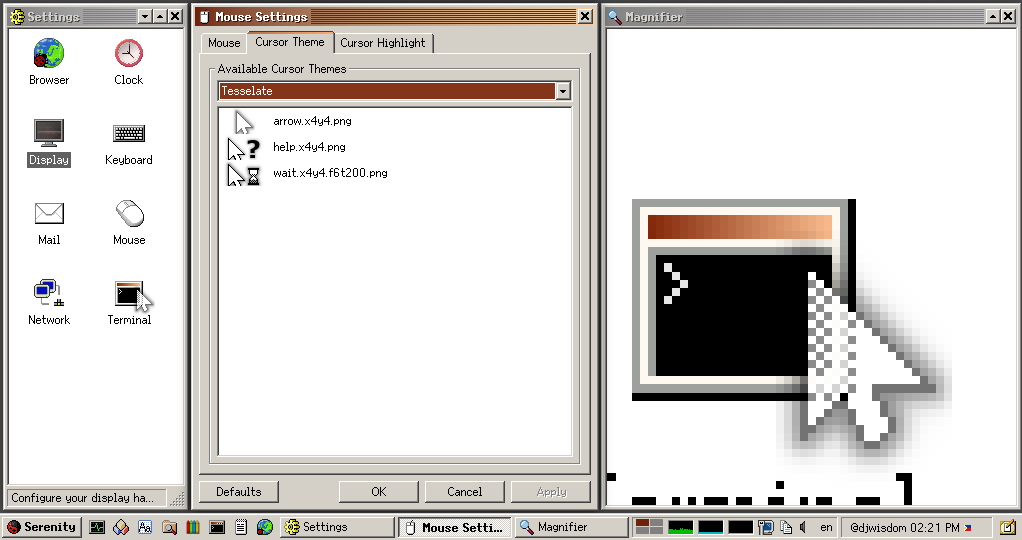 Settings
Browser
Clock
Display
Keyboard
Mail
Mouse
Network
Terminal
Configure your display ha...
Mouse Settings
Mouse
Cursor Theme
Cursor Highlight
Available Cursor Themes
Tesselate
arrow.x4y4.png
help.x4y4.png
wait.x4y4.f6t200.png
Defaults
OK
Cancel
Apply
Magnifier
Serenity
Settings
Mouse Setti...
Magnifier
en
@djwisdom 02:21 PM